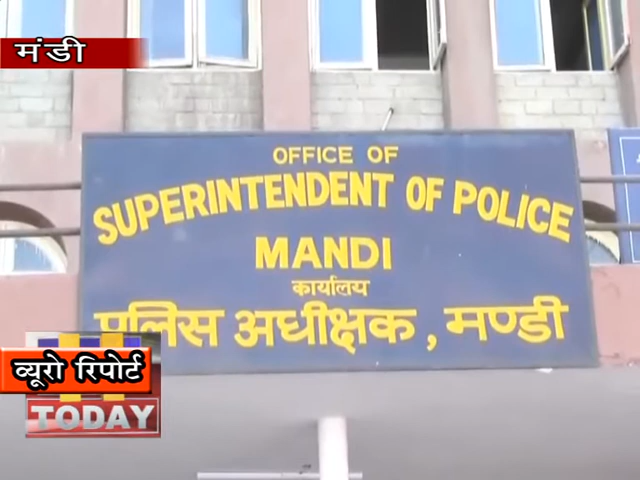 मंडी
OFFICE OF
SUPERINTENDENT OF POLICE
MANDI
कार्यालय
पुलिस अधीक्षक , मण्डी
व्यूरो रिपोर्ट
TODAY